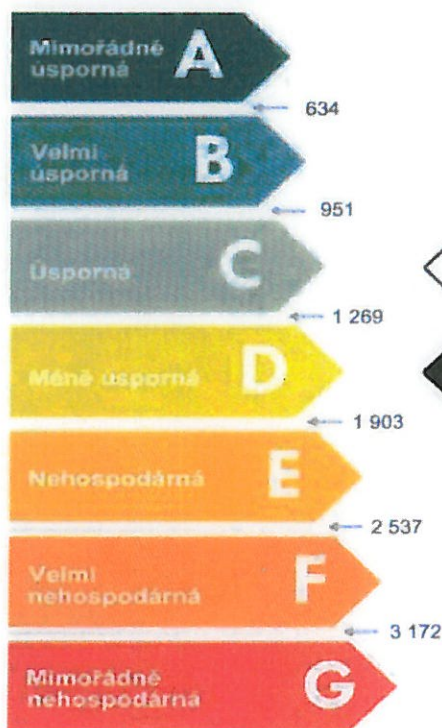 Mimořádně
úsporná
A
634
Velmi
úsporná
B
951
Úsporná
C
1 269
Méně úsporná
D
1 903
Nehospodárná
E
2 537
Velmi
nehospodárná
F
3 172
Mimořádně
nehospodárná
G